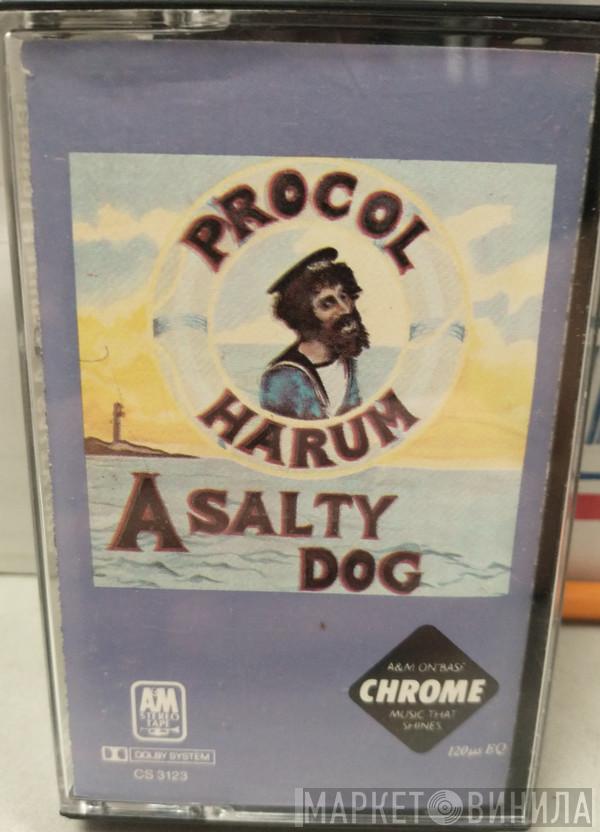 PROCOL
HARUM
A SALTY
DOG
A&M ON BASF
CHROME
MUSIC THAT
SHINES
120 µs EQ
A&M
STEREO
TAPE
DOLBY SYSTEM
CS 3123
МАРКЕТ ВИНИЛА